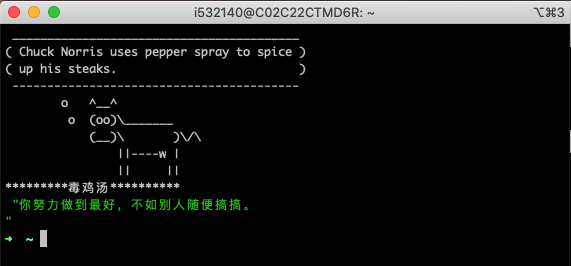 i532140@C02C22CTMD6R: ~ ⌥⌘3
 _________________________________________
( Chuck Norris uses pepper spray to spice )
( up his steaks.                          )
 -----------------------------------------
        o   ^__^
         o  (oo)\_______
            (__)\       )\/\
                ||----w |
                ||     ||
*********毒鸡汤**********
 "你努力做到最好，不如别人随便搞搞。
"
➜  ~